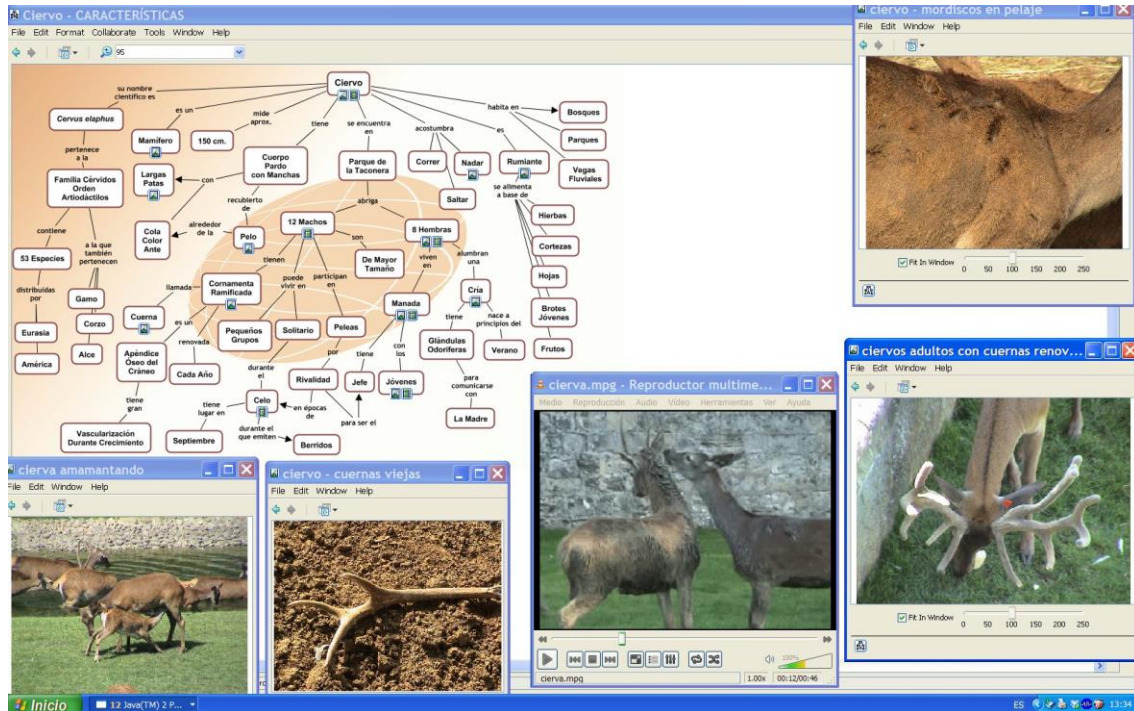 Ciervo - CARACTERÍSTICAS
File Edit Format Collaborate Tools Window Help
95
Ciervo
su nombre
científico es
Cervus elaphus
pertenece
a la
Familia Cérvidos
Orden
Artiodàctilos
contiene
53 Especies
distribuidas
por
Eurasia
América
a la que
también
pertenecen
Gamo
Corzo
Alce
es un
Mamífero
mide
aprox.
150 cm.
tiene
Cuerpo
Pardo
con Manchas
con
Largas
Patas
Cola
Color
Ante
recubierto
de
Pelo
alrededor
de la
se encuentra
en
Parque de
la Taconera
abriga
12 Machos
son
De Mayor
Tamaño
tienen
Cornamenta
Ramificada
llamada
Cuerna
es un
Apéndice
Óseo del
Cráneo
tiene
gran
Vascularización
Durante Crecimiento
renovada
Cada Año
puede
vivir en
Pequeños
Grupos
Solitario
durante
el
Celo
tiene
lugar en
Septiembre
durante el
que emiten
Berridos
participan
en
Peleas
por
Rivalidad
en épocas
de
para ser el
Jefe
8 Hembras
viven
en
Manada
tiene
con
los
Jóvenes
alumbran
una
Cría
tiene
Glándulas
Odoríferas
para
comunicarse
con
La Madre
nace a
principios del
Verano
acostumbra
Correr
Nadar
Saltar
es
Rumiante
se alimenta
a base de
Hierbas
Cortezas
Hojas
Brotes
Jóvenes
Frutos
habita en
Bosques
Parques
Vegas
Fluviales
ciervo - mordiscos en pelaje
File Edit Window Help
Fit In Window
0 50 100 150 200 250
ciervos adultos con cuernas renov...
File Edit Window Help
Fit In Window
0 50 100 150 200 250
cierva.mpg - Reproductor multime...
Medio Reproducción Audio Vídeo Herramientas Ver Ayuda
100%
cierva.mpg
1.00x 00:12/00:46
cierva amamantando
File Edit Window Help
ciervo - cuernas viejas
File Edit Window Help
Inicio
12 Java(TM) 2 P...
ES
13:34